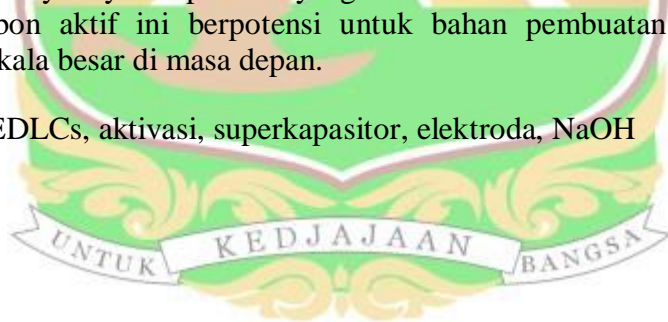 bon aktif ini berpotensi untuk bahan pembuatan
kala besar di masa depan.
EDLCs, aktivasi, superkapasitor, elektroda, NaOH
UNTUK KEDJAJAAN BANGSA